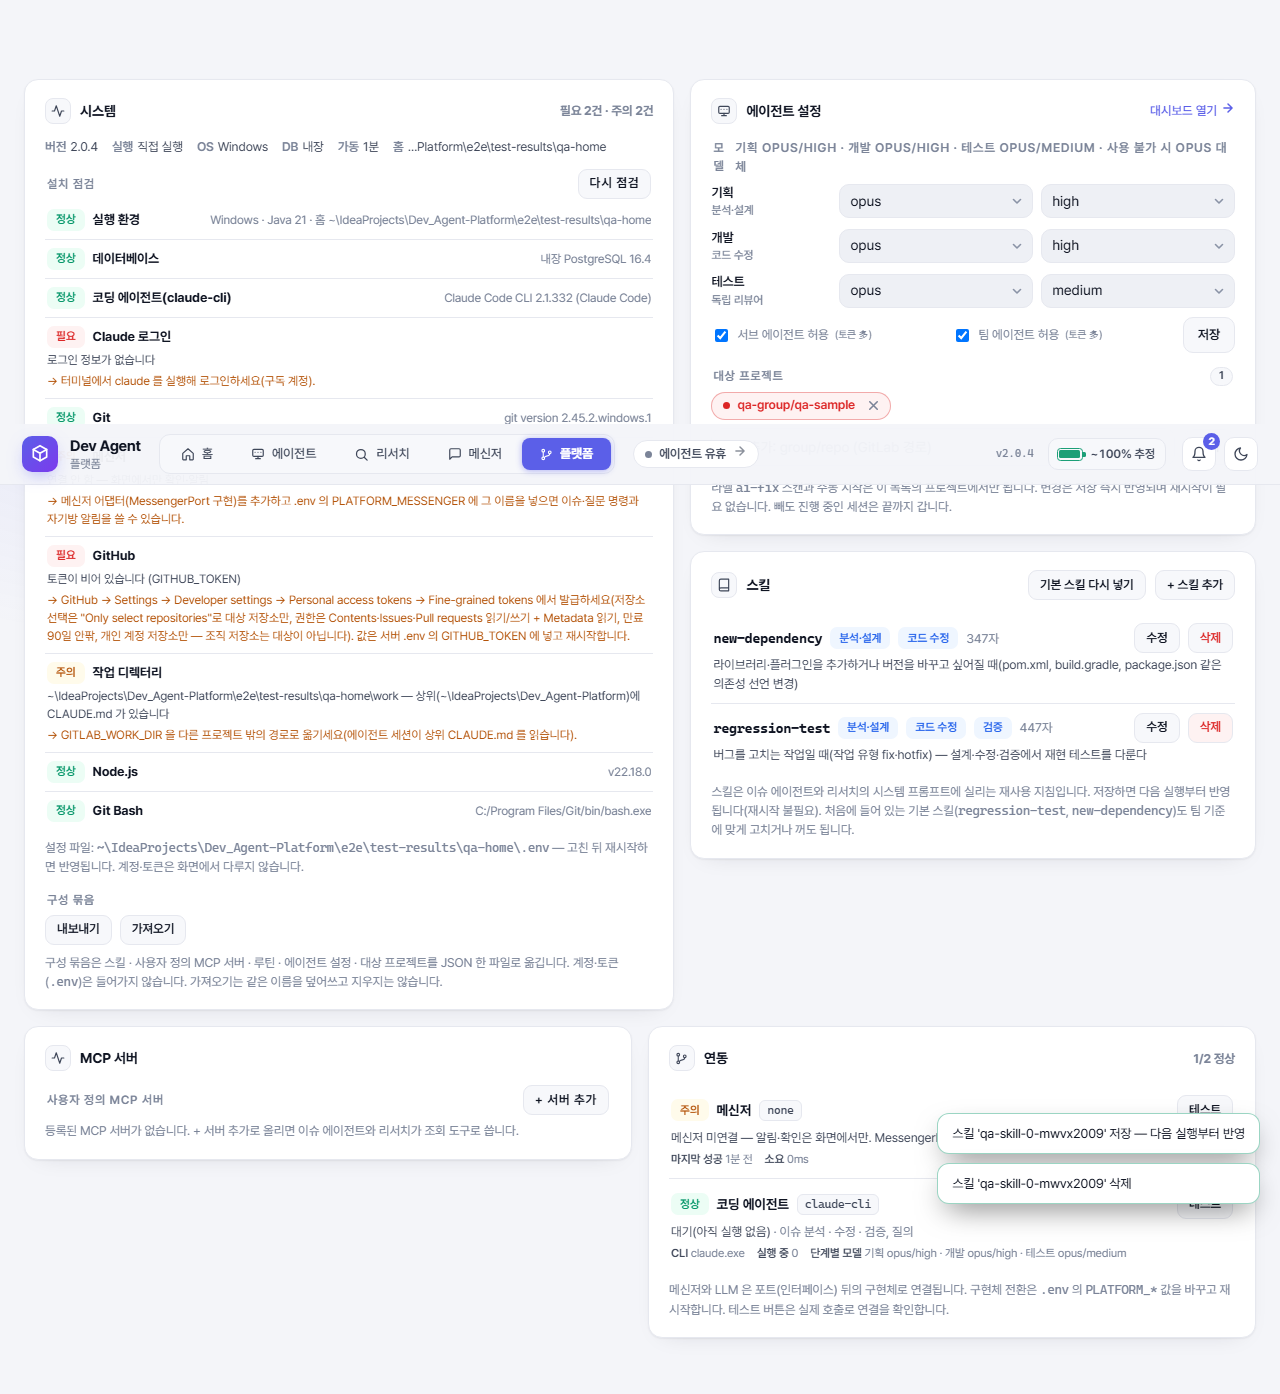 시스템
필요 2건 · 주의 2건
버전 2.0.4 실행 직접 실행 OS Windows DB 내장 가동 1분 홈 ...Platform\e2e\test-results\qa-home
설치 점검
다시 점검
정상 실행 환경 Windows · Java 21 · 홈 ~\IdeaProjects\Dev_Agent-Platform\e2e\test-results\qa-home
정상 데이터베이스 내장 PostgreSQL 16.4
정상 코딩 에이전트(claude-cli) Claude Code CLI 2.1.332 (Claude Code)
필요 Claude 로그인
로그인 정보가 없습니다
→ 터미널에서 claude 를 실행해 로그인하세요(구독 계정).
정상 Git git version 2.45.2.windows.1
에이전트 설정
대시보드 열기 →
모델 기획 OPUS/HIGH · 개발 OPUS/HIGH · 테스트 OPUS/MEDIUM · 사용 불가 시 OPUS 대체
기획
분석·설계
opus
high
개발
코드 수정
opus
high
테스트
독립 리뷰어
opus
medium
서브 에이전트 허용 (토큰 多)
팀 에이전트 허용 (토큰 多)
저장
대상 프로젝트
1
qa-group/qa-sample ×
Dev Agent
플랫폼
홈
에이전트
리서치
메신저
플랫폼
에이전트 유휴 →
v2.0.4
~100% 추정
2
→ 메신저 어댑터(MessengerPort 구현)를 추가하고 .env 의 PLATFORM_MESSENGER 에 그 이름을 넣으면 이슈·질문 명령과
자기방 알림을 쓸 수 있습니다.
필요 GitHub
토큰이 비어 있습니다 (GITHUB_TOKEN)
→ GitHub → Settings → Developer settings → Personal access tokens → Fine-grained tokens 에서 발급하세요(저장소
선택은 "Only select repositories"로 대상 저장소만, 권한은 Contents·Issues·Pull requests 읽기/쓰기 + Metadata 읽기, 만료
90일 안팎, 개인 계정 저장소만 — 조직 저장소는 대상이 아닙니다). 값은 서버 .env 의 GITHUB_TOKEN 에 넣고 재시작합니다.
주의 작업 디렉터리
~\IdeaProjects\Dev_Agent-Platform\e2e\test-results\qa-home\work — 상위(~\IdeaProjects\Dev_Agent-Platform)에
CLAUDE.md 가 있습니다
→ GITLAB_WORK_DIR 을 다른 프로젝트 밖의 경로로 옮기세요(에이전트 세션이 상위 CLAUDE.md 를 읽습니다).
정상 Node.js v22.18.0
정상 Git Bash C:/Program Files/Git/bin/bash.exe
설정 파일: ~\IdeaProjects\Dev_Agent-Platform\e2e\test-results\qa-home\.env — 고친 뒤 재시작하
면 반영됩니다. 계정·토큰은 화면에서 다루지 않습니다.
구성 묶음
내보내기
가져오기
구성 묶음은 스킬 · 사용자 정의 MCP 서버 · 루틴 · 에이전트 설정 · 대상 프로젝트를 JSON 한 파일로 옮깁니다. 계정·토큰
(.env)은 들어가지 않습니다. 가져오기는 같은 이름을 덮어쓰고 지우지는 않습니다.
라벨 ai-fix 스캔과 수동 시작은 이 목록의 프로젝트에서만 됩니다. 변경은 저장 즉시 반영되며 재시작이 필
요 없습니다. 빼도 진행 중인 세션은 끝까지 갑니다.
스킬
기본 스킬 다시 넣기
+ 스킬 추가
new-dependency 분석·설계 코드 수정 347자
수정
삭제
라이브러리·플러그인을 추가하거나 버전을 바꾸고 싶어질 때(pom.xml, build.gradle, package.json 같은
의존성 선언 변경)
regression-test 분석·설계 코드 수정 검증 447자
수정
삭제
버그를 고치는 작업일 때(작업 유형 fix·hotfix) — 설계·수정·검증에서 재현 테스트를 다룬다
스킬은 이슈 에이전트와 리서치의 시스템 프롬프트에 실리는 재사용 지침입니다. 저장하면 다음 실행부터 반영
됩니다(재시작 불필요). 처음에 들어 있는 기본 스킬(regression-test, new-dependency)도 팀 기준
에 맞게 고치거나 꺼도 됩니다.
MCP 서버
사용자 정의 MCP 서버
+ 서버 추가
등록된 MCP 서버가 없습니다. + 서버 추가로 올리면 이슈 에이전트와 리서치가 조회 도구로 씁니다.
연동
1/2 정상
주의 메신저 none
테스트
메신저 미연결 — 알림·확인은 화면에서만. Messenger
마지막 성공 1분 전 소요 0ms
스킬 'qa-skill-0-mwvx2009' 저장 — 다음 실행부터 반영
스킬 'qa-skill-0-mwvx2009' 삭제
정상 코딩 에이전트 claude-cli
테스트
대기(아직 실행 없음) · 이슈 분석 · 수정 · 검증, 질의
CLI claude.exe 실행 중 0 단계별 모델 기획 opus/high · 개발 opus/high · 테스트 opus/medium
메신저와 LLM 은 포트(인터페이스) 뒤의 구현체로 연결됩니다. 구현체 전환은 .env 의 PLATFORM_* 값을 바꾸고 재
시작합니다. 테스트 버튼은 실제 호출로 연결을 확인합니다.